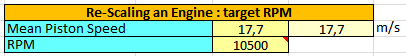 Re-Scaling an Engine : target RPM
Mean Piston Speed 17,7 17,7 m/s
RPM 10500